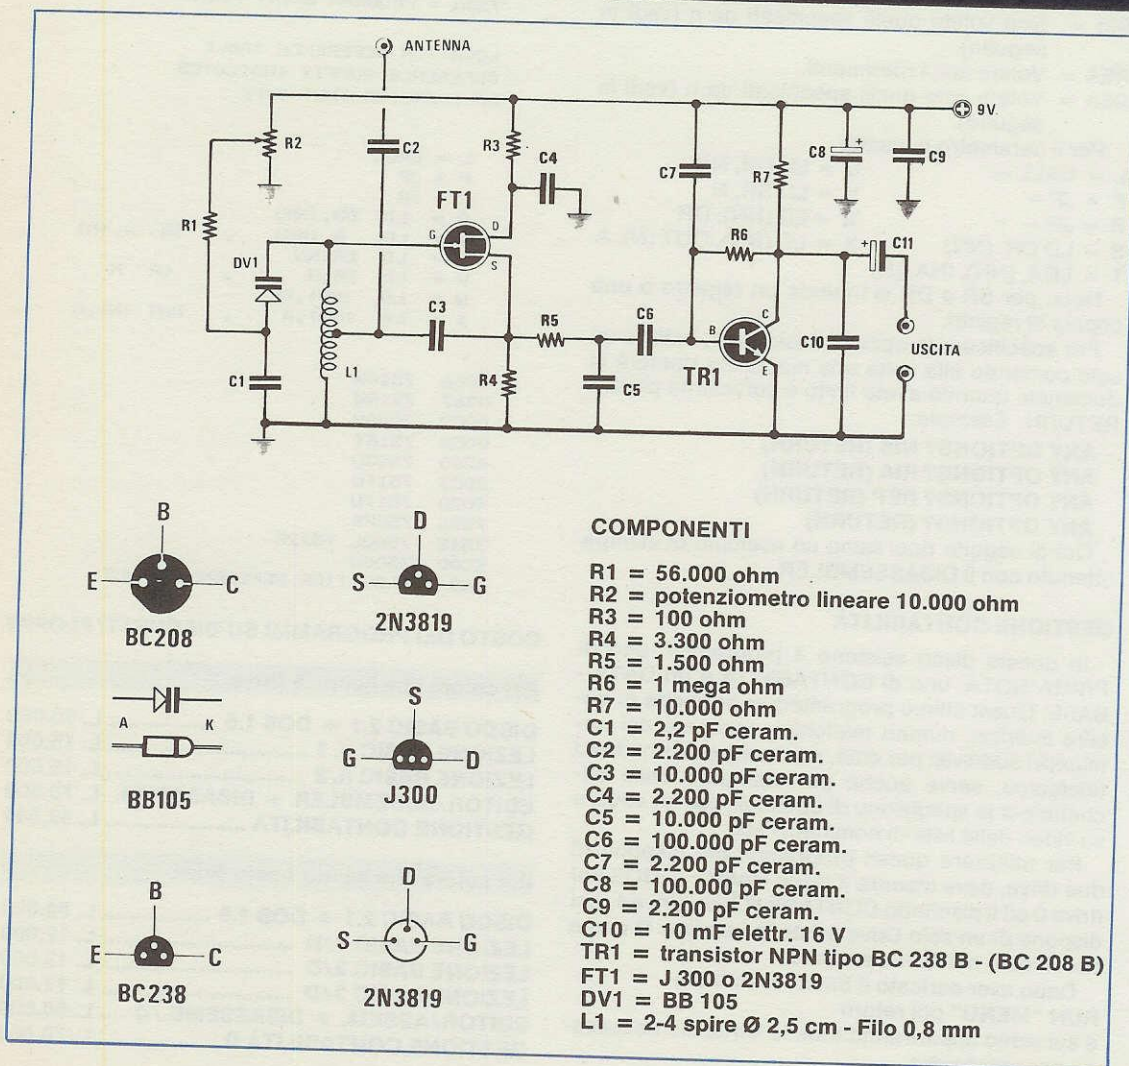 ANTENNA
9V.
R2
C2
R3
C4
C7
R7
C8
+
C9
R1
FT1
G
D
S
DV1
R6
+
C11
C3
R5
C6
B
C
E
C10
USCITA
C1
L1
R4
C5
TR1
B
E
C
BC208
D
S
G
2N3819
A
K
BB105
S
G
D
J300
B
E
C
BC238
D
S
G
2N3819
COMPONENTI
R1 = 56.000 ohm
R2 = potenziometro lineare 10.000 ohm
R3 = 100 ohm
R4 = 3.300 ohm
R5 = 1.500 ohm
R6 = 1 mega ohm
R7 = 10.000 ohm
C1 = 2,2 pF ceram.
C2 = 2.200 pF ceram.
C3 = 10.000 pF ceram.
C4 = 2.200 pF ceram.
C5 = 10.000 pF ceram.
C6 = 100.000 pF ceram.
C7 = 2.200 pF ceram.
C8 = 100.000 pF ceram.
C9 = 2.200 pF ceram.
C10 = 10 mF elettr. 16 V
TR1 = transistor NPN tipo BC 238 B - (BC 208 B)
FT1 = J 300 o 2N3819
DV1 = BB 105
L1 = 2-4 spire Ø 2,5 cm - Filo 0,8 mm